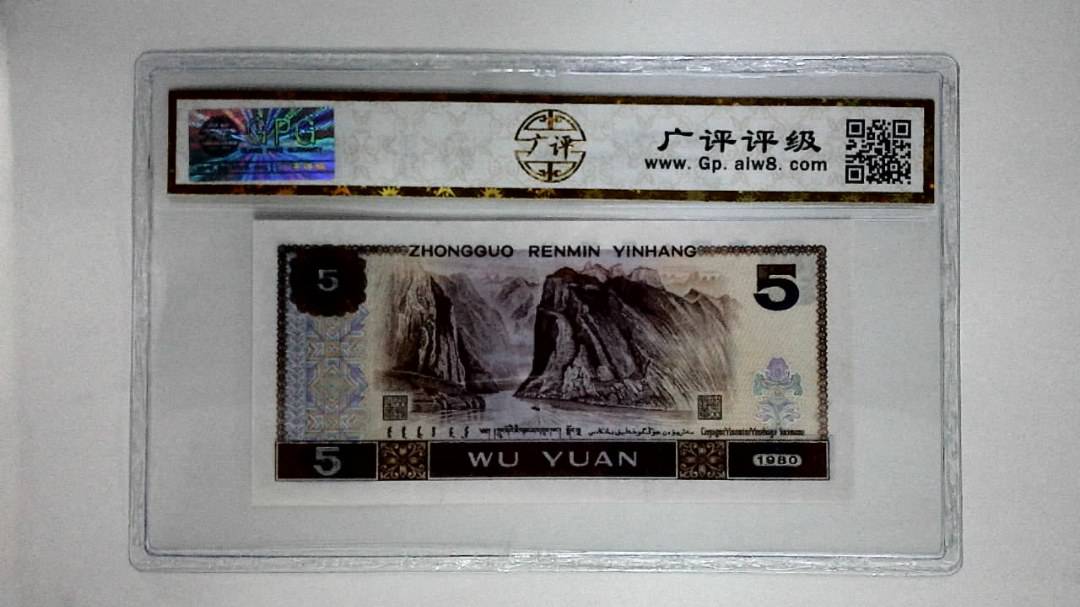 GPG
广评
广评评级
www. Gp. alw8. com
ZHONGGUO RENMIN YINHANG
5
5
5
WU YUAN
1980